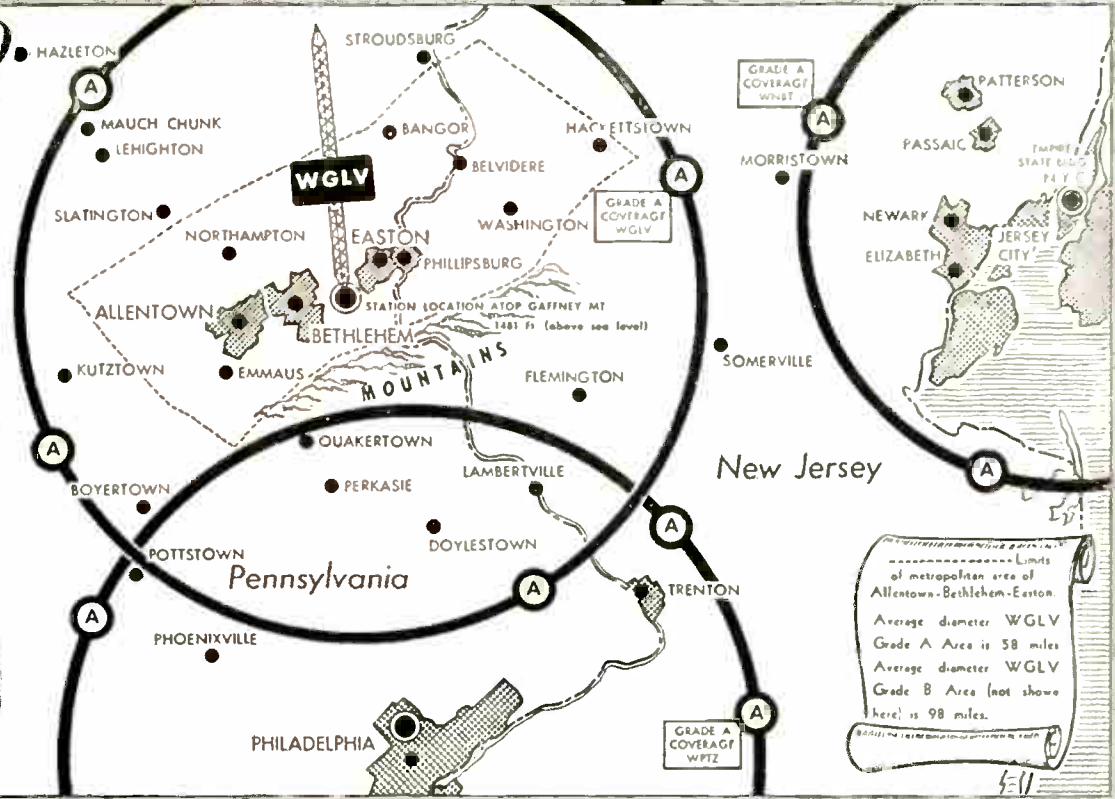 HAZLETON
A
STROUDSBURG
MAUCH CHUNK
LEHIGHTON
BANGOR
HACKETTSTOWN
BELVIDERE
A
WGLV
GRADE A
COVERAGE
WGLV
SLATINGTON
WASHINGTON
NORTHAMPTON
EASTON
PHILLIPSBURG
ALLENTOWN
BETHLEHEM
STATION LOCATION ATOP GAFFNEY MT
1481 Ft (above sea level)
MOUNTAINS
KUTZTOWN
EMMAUS
FLEMINGTON
GRADE A
COVERAGE
WNBT
A
PATTERSON
PASSAIC
MORRISTOWN
EMPIRE
STATE BLDG
N.Y.C.
NEWARK
JERSEY
CITY
ELIZABETH
SOMERVILLE
A
QUAKERTOWN
LAMBERTVILLE
New Jersey
A
BOYERTOWN
PERKASIE
DOYLESTOWN
A
POTTSTOWN
Pennsylvania
A
TRENTON
A
PHOENIXVILLE
PHILADELPHIA
A
GRADE A
COVERAGE
WPTZ
Limits
of metropolitan area of
Allentown-Bethlehem-Easton.
Average diameter WGLV
Grade A Area is 58 miles
Average diameter WGLV
Grade B Area (not shown
here) is 98 miles.